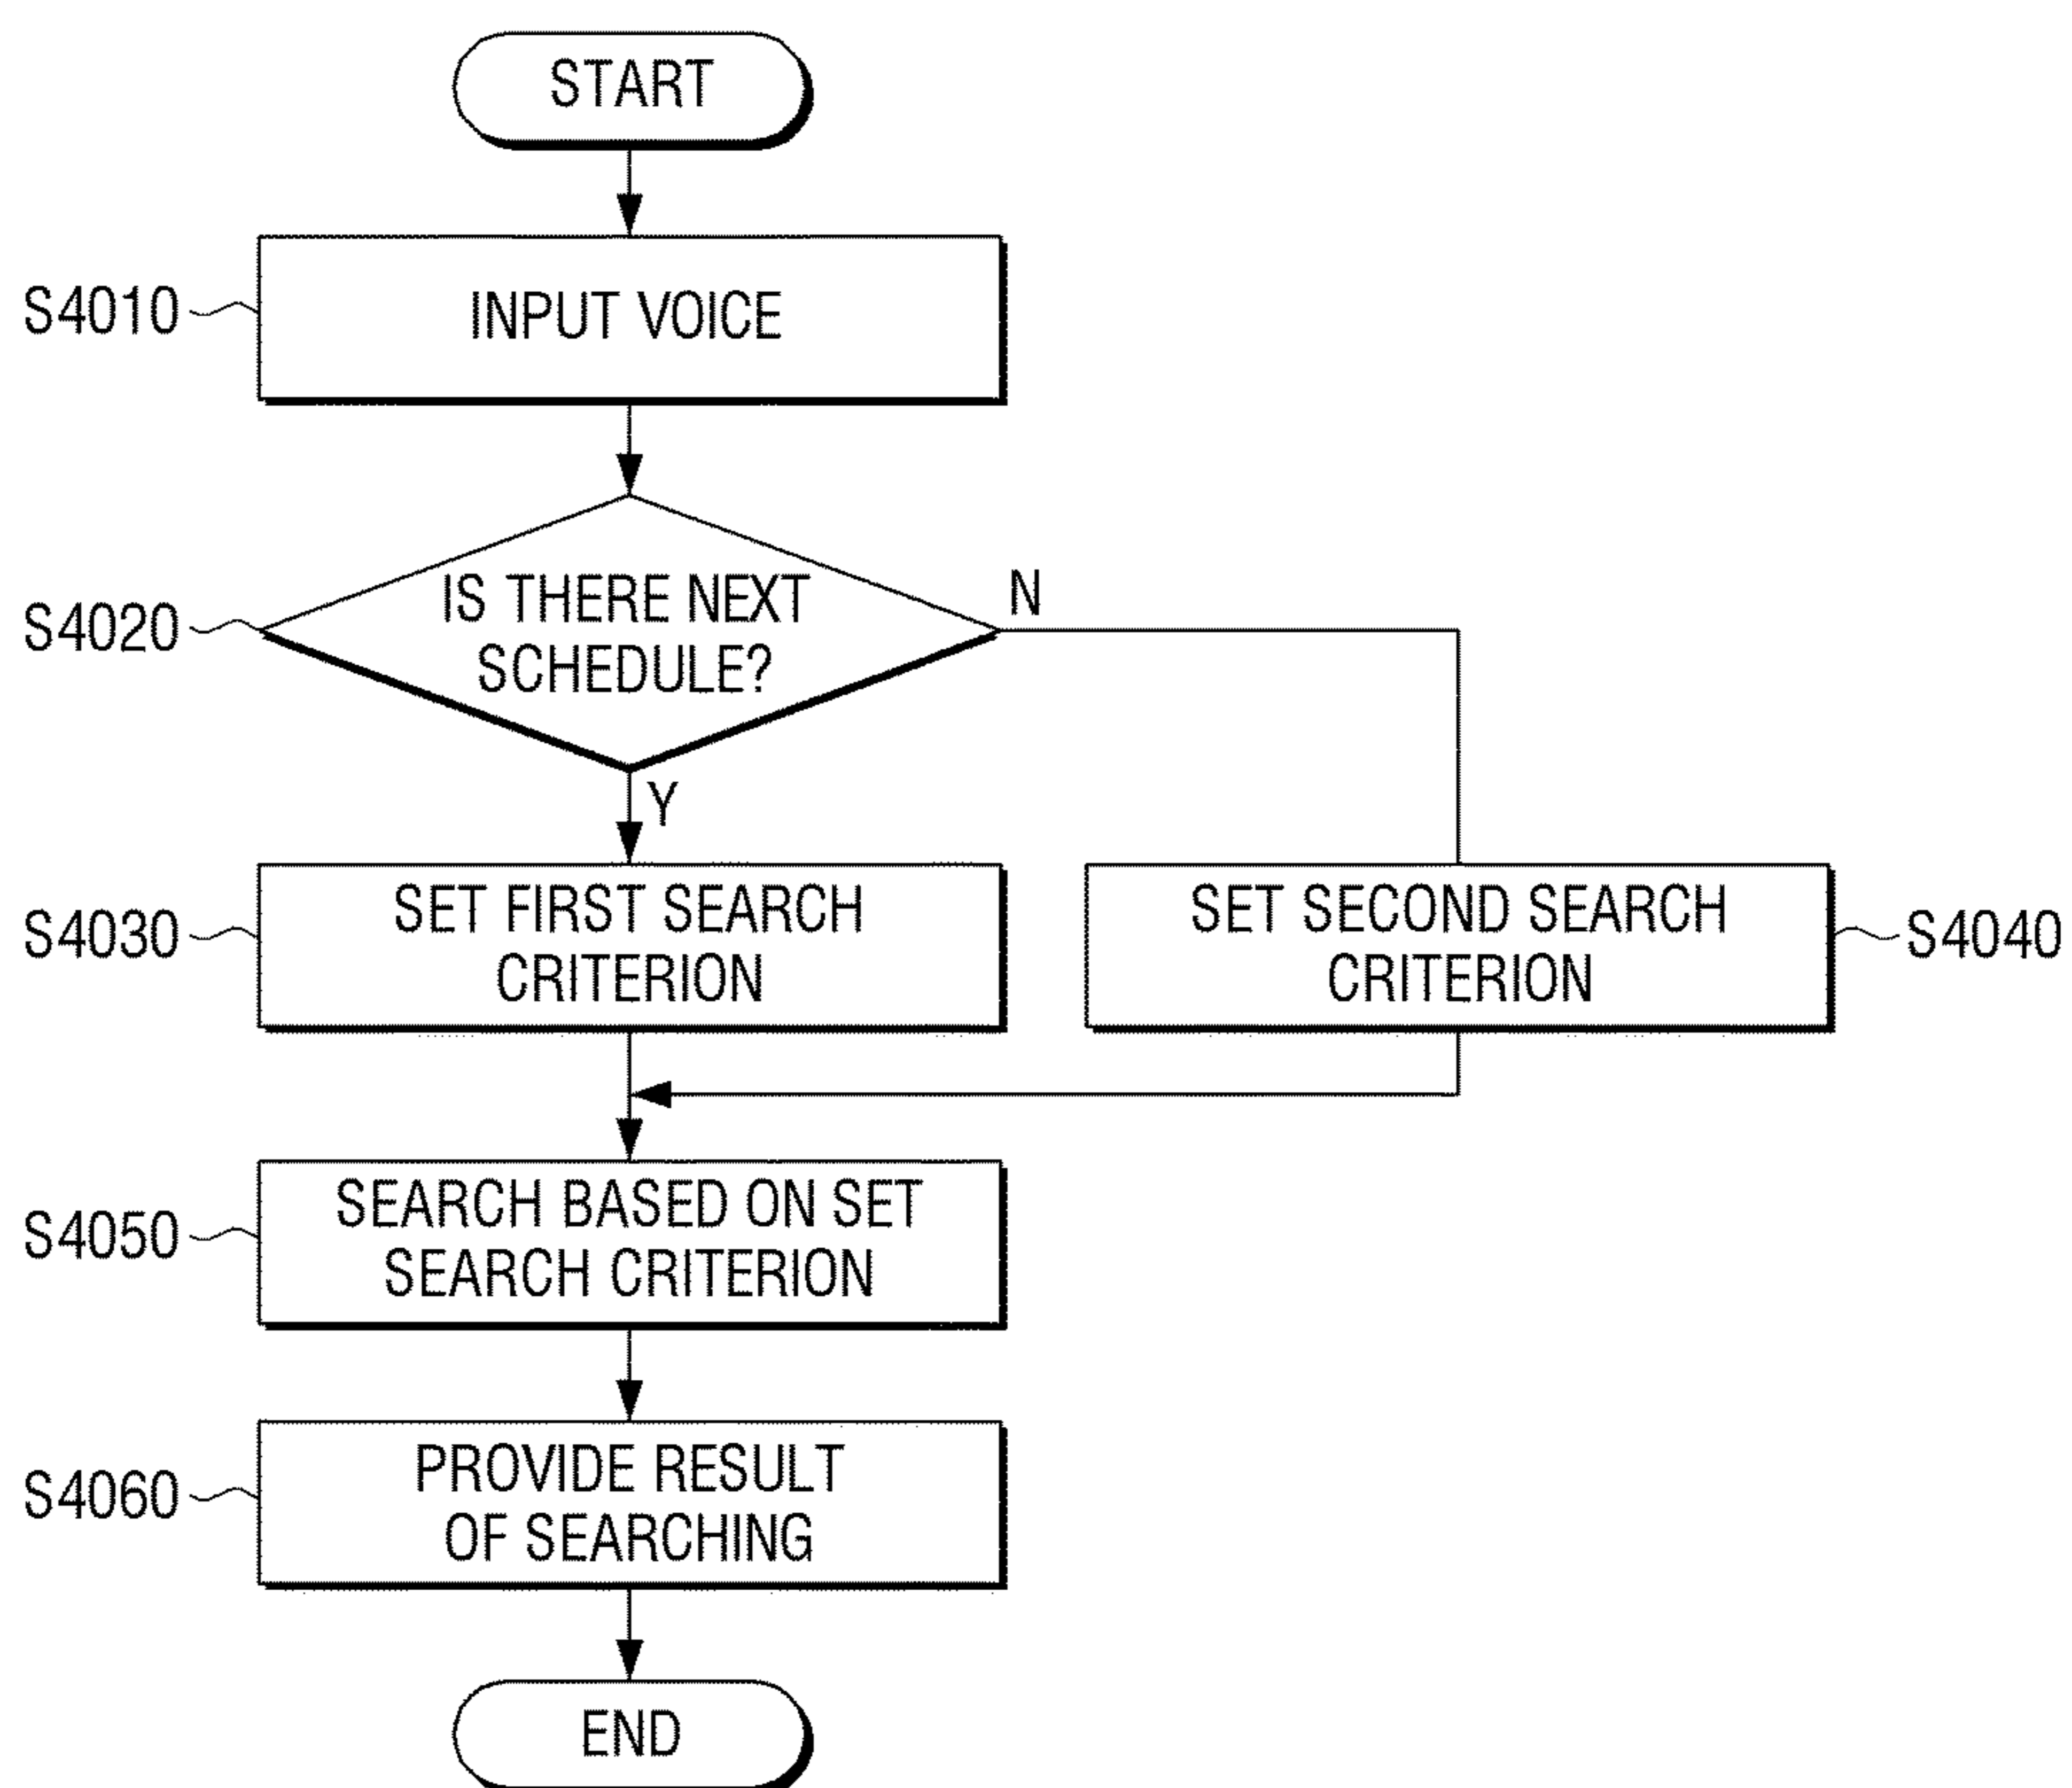 START
S4010
INPUT VOICE
S4020
IS THERE NEXT
SCHEDULE?
N
Y
S4030
SET FIRST SEARCH
CRITERION
SET SECOND SEARCH
CRITERION
S4040
S4050
SEARCH BASED ON SET
SEARCH CRITERION
S4060
PROVIDE RESULT
OF SEARCHING
END